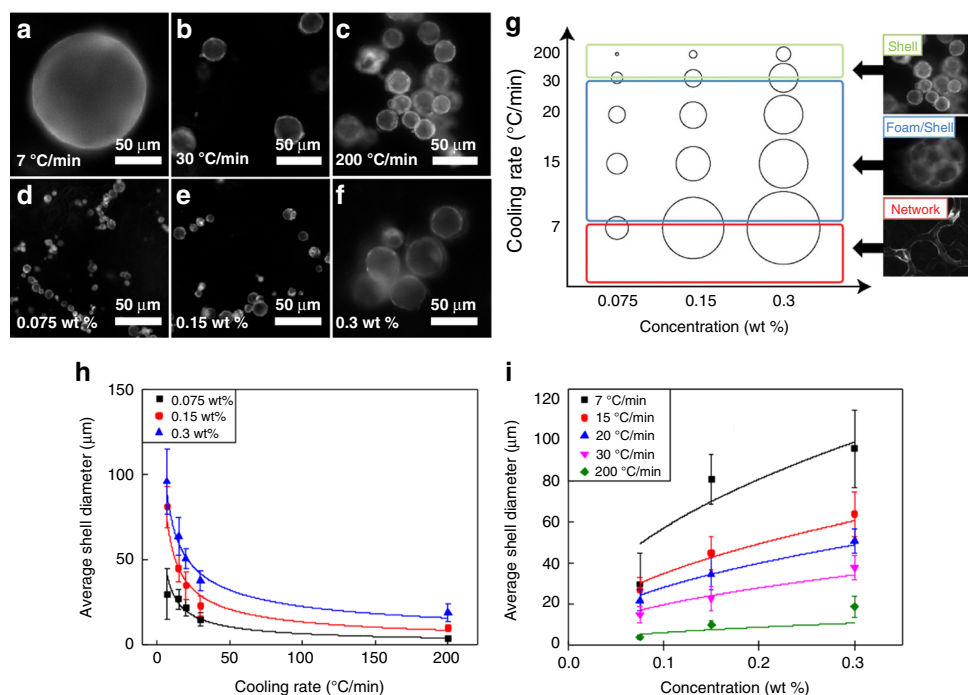 a
50 μm
7 °C/min
b
50 μm
30 °C/min
c
50 μm
200 °C/min
d
50 μm
0.075 wt %
e
50 μm
0.15 wt %
f
50 μm
0.3 wt %
g
Cooling rate (°C/min)
200
30
20
15
7
0.075
0.15
0.3
Concentration (wt %)
Shell
Foam/Shell
Network
h
Average shell diameter (μm)
150
100
50
0
0.075 wt%
0.15 wt%
0.3 wt%
0
50
100
150
200
Cooling rate (°C/min)
i
Average shell diameter (μm)
120
100
80
60
40
20
0
7 °C/min
15 °C/min
20 °C/min
30 °C/min
200 °C/min
0.0
0.1
0.2
0.3
Concentration (wt %)